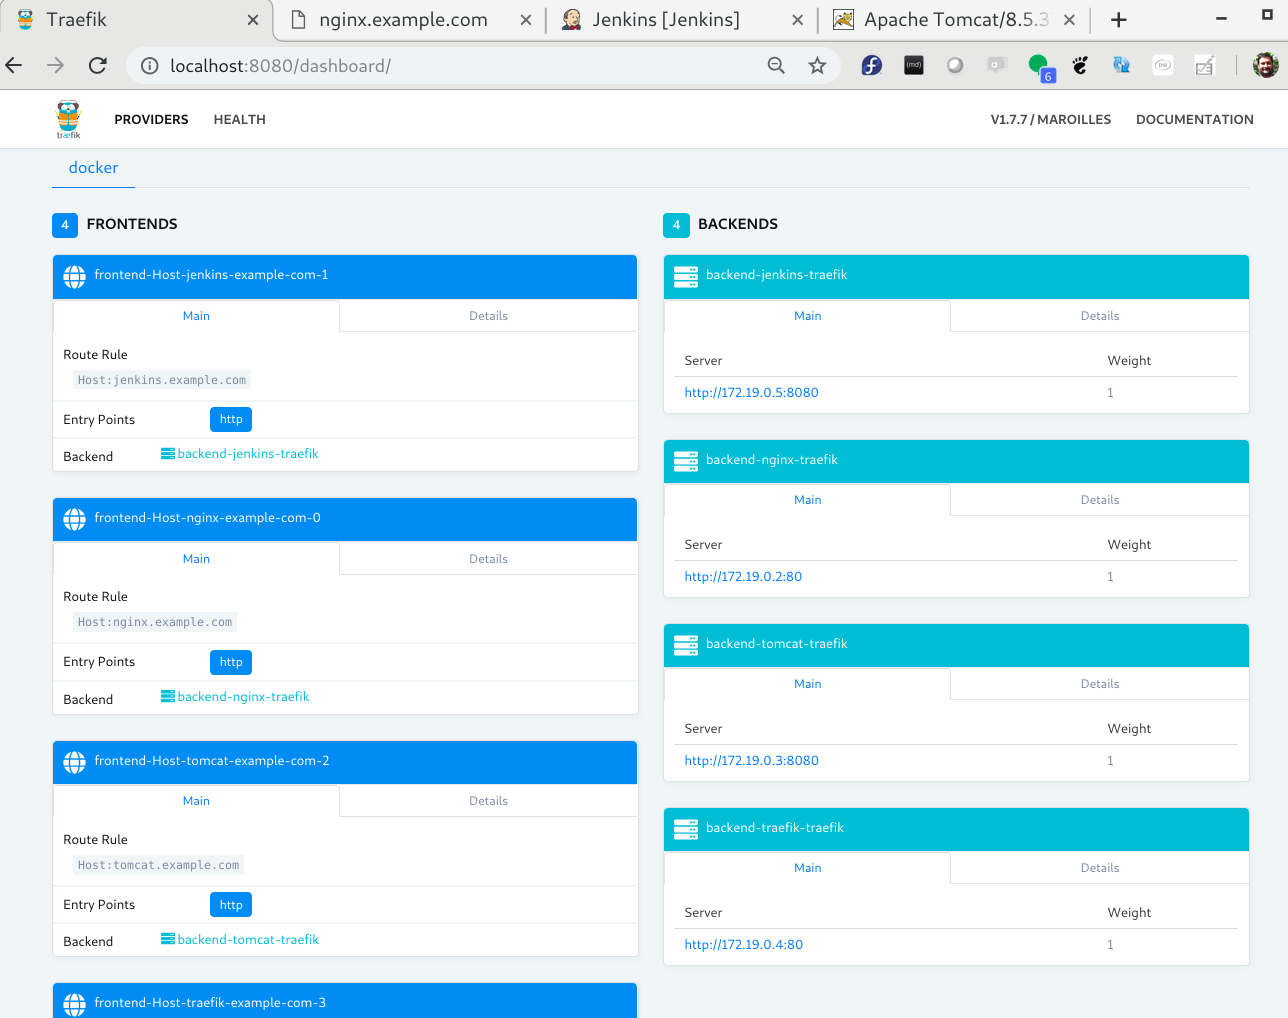 Traefik
nginx.example.com
Jenkins [Jenkins]
Apache Tomcat/8.5.3
localhost:8080/dashboard/
{md}
6
træfik
PROVIDERS
HEALTH
V1.7.7 / MAROILLES
DOCUMENTATION
docker
4 FRONTENDS
frontend-Host-jenkins-example-com-1
Main
Details
Route Rule
Host:jenkins.example.com
Entry Points
http
Backend
backend-jenkins-traefik
frontend-Host-nginx-example-com-0
Main
Details
Route Rule
Host:nginx.example.com
Entry Points
http
Backend
backend-nginx-traefik
frontend-Host-tomcat-example-com-2
Main
Details
Route Rule
Host:tomcat.example.com
Entry Points
http
Backend
backend-tomcat-traefik
frontend-Host-traefik-example-com-3
4 BACKENDS
backend-jenkins-traefik
Main
Details
Server
Weight
http://172.19.0.5:8080
1
backend-nginx-traefik
Main
Details
Server
Weight
http://172.19.0.2:80
1
backend-tomcat-traefik
Main
Details
Server
Weight
http://172.19.0.3:8080
1
backend-traefik-traefik
Main
Details
Server
Weight
http://172.19.0.4:80
1